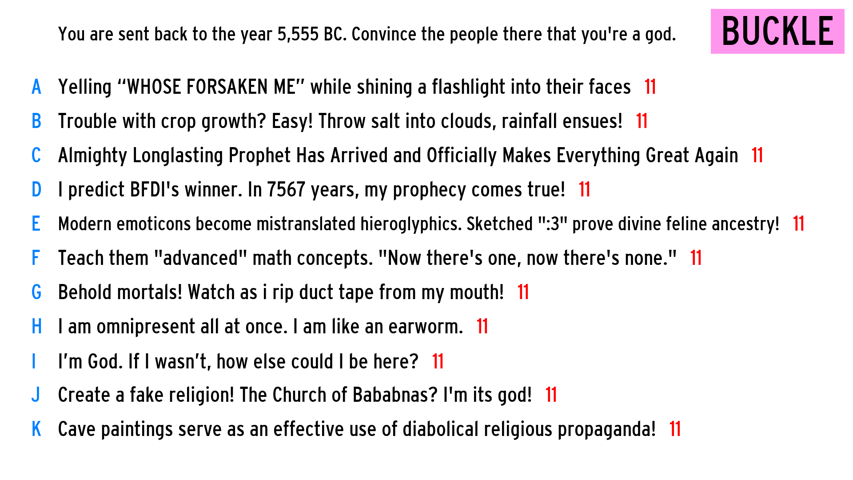 You are sent back to the year 5,555 BC. Convince the people there that you're a god.
BUCKLE
A Yelling “WHOSE FORSAKEN ME” while shining a flashlight into their faces 11
B Trouble with crop growth? Easy! Throw salt into clouds, rainfall ensues! 11
C Almighty Longlasting Prophet Has Arrived and Officially Makes Everything Great Again 11
D I predict BFDI's winner. In 7567 years, my prophecy comes true! 11
E Modern emoticons become mistranslated hieroglyphics. Sketched ":3" prove divine feline ancestry! 11
F Teach them "advanced" math concepts. "Now there's one, now there's none." 11
G Behold mortals! Watch as i rip duct tape from my mouth! 11
H I am omnipresent all at once. I am like an earworm. 11
I I’m God. If I wasn’t, how else could I be here? 11
J Create a fake religion! The Church of Bababnas? I'm its god! 11
K Cave paintings serve as an effective use of diabolical religious propaganda! 11